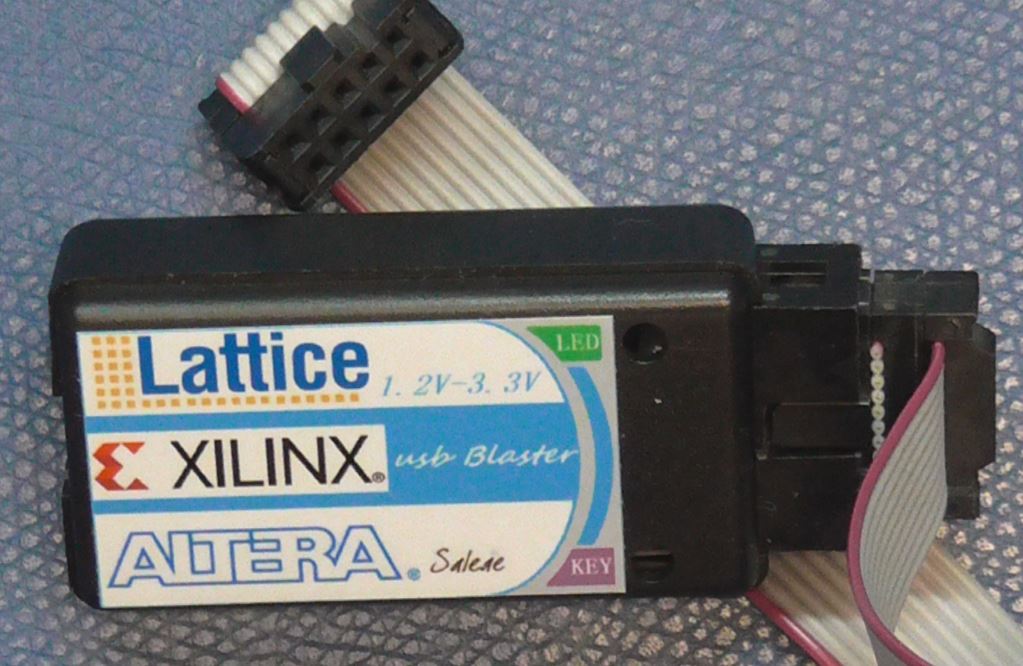 Lattice
1.2V-3.3V
LED
XILINX®
usb Blaster
ALTERA®
Saleae
KEY